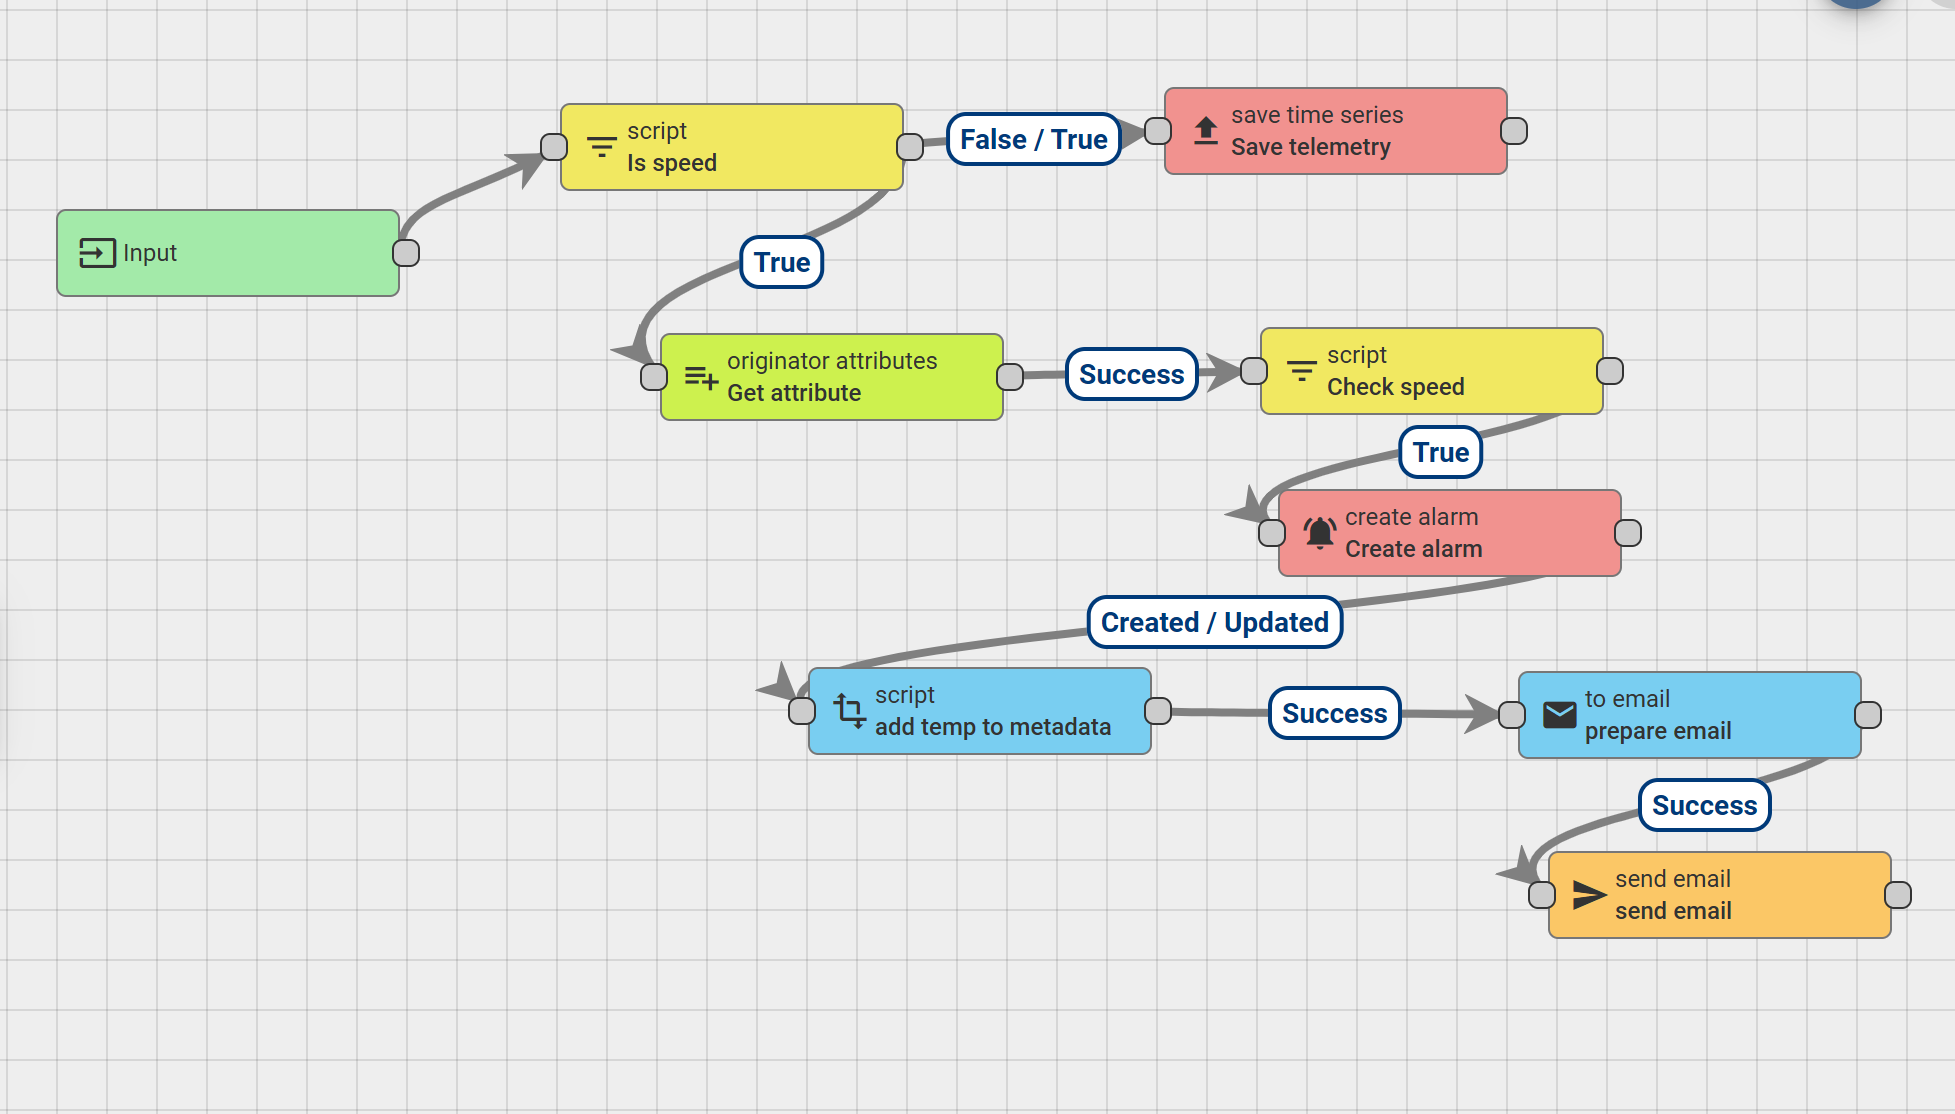 script
Is speed
False / True
save time series
Save telemetry
Input
True
originator attributes
Get attribute
Success
script
Check speed
True
create alarm
Create alarm
Created / Updated
script
add temp to metadata
Success
to email
prepare email
Success
send email
send email